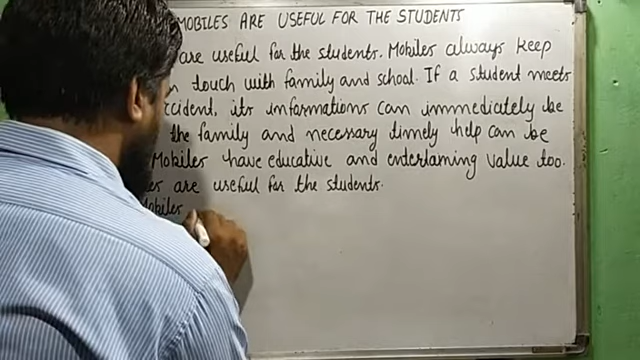 MOBILES ARE USEFUL FOR THE STUDENTS
are useful for the students. Mobiles always keep
touch with family and school. If a student meets
its informations can immediately be
the family and necessary timely help can be
Mobiles have educative and entertaining value too.
are useful for the students.
Mobiles